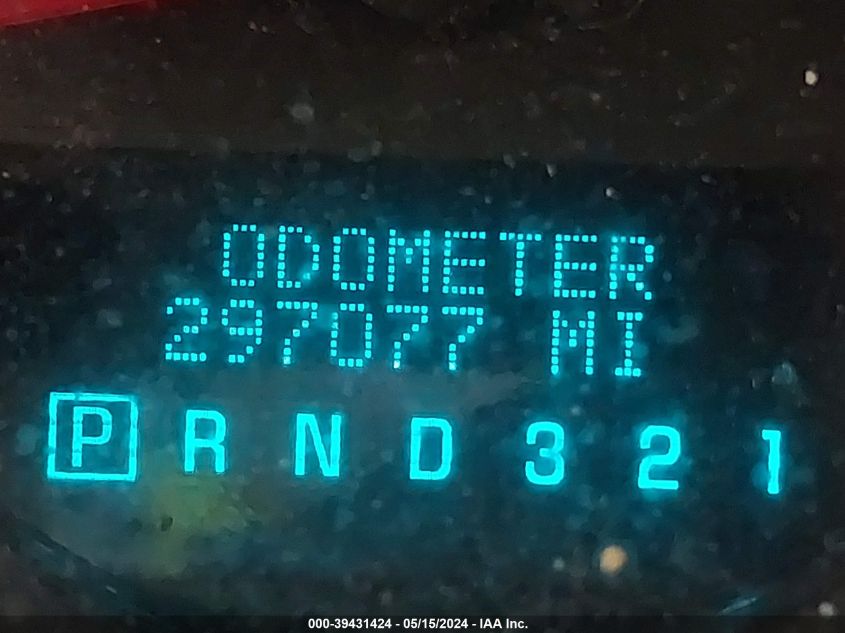 ODOMETER
297077 MI
P R N D 3 2 1
000-39431424 - 05/15/2024 - IAA Inc.